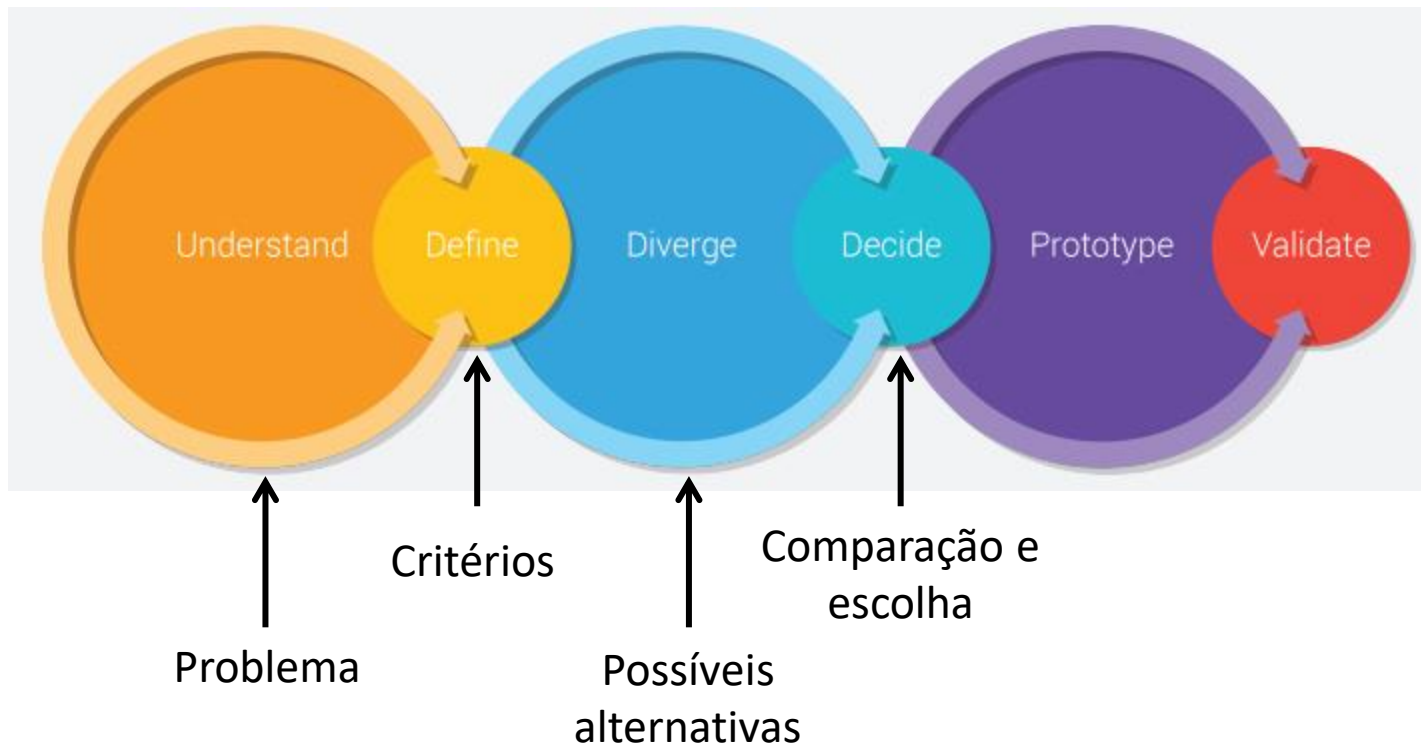 Understand
Define
Diverge
Decide
Prototype
Validate
Critérios
Comparação e
escolha
Problema
Possíveis
alternativas